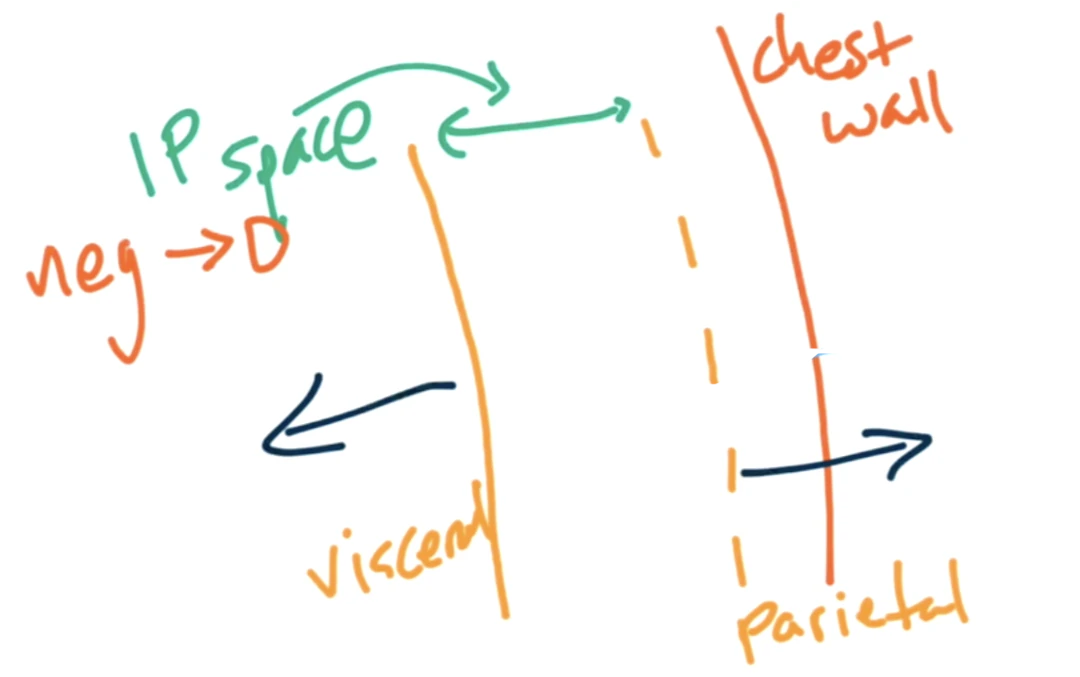 chest
wall
IP space
neg → D
visceral
parietal